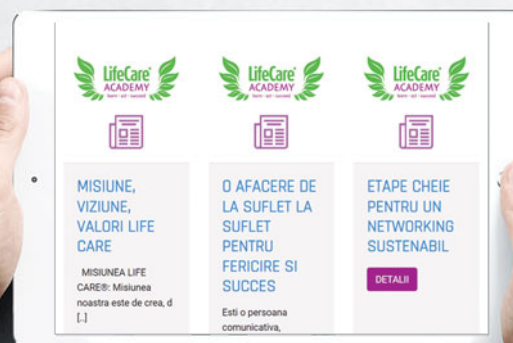 LifeCare®
ACADEMY
learn - act - succeed
LifeCare®
ACADEMY
learn - act - succeed
LifeCare®
ACADEMY
learn - act - succeed
MISIUNE,
VIZIUNE,
VALORI LIFE
CARE
MISIUNEA LIFE
CARE®: Misiunea
noastra este de crea, d
[..]
O AFACERE DE
LA SUFLET LA
SUFLET
PENTRU
FERICIRE SI
SUCCES
Esti o persoana
comunicativa,
ETAPE CHEIE
PENTRU UN
NETWORKING
SUSTENABIL
DETALII